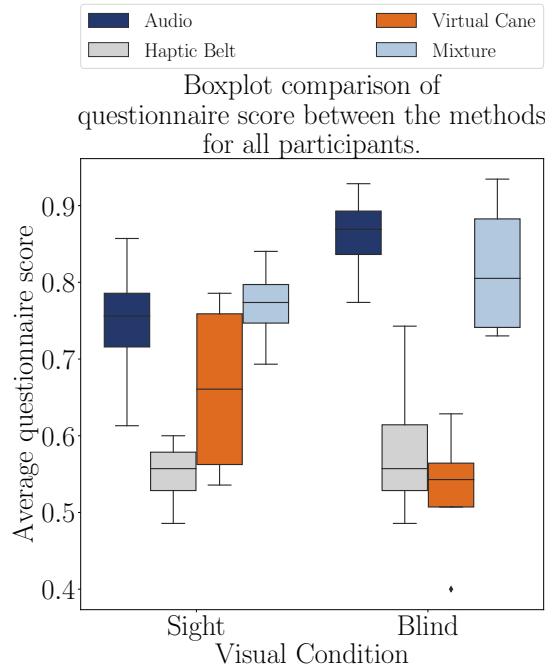 Audio
Haptic Belt
Virtual Cane
Mixture
Boxplot comparison of
questionnaire score between the methods
for all participants.
Average questionnaire score
0.9
0.8
0.7
0.6
0.5
0.4
Sight
Blind
Visual Condition